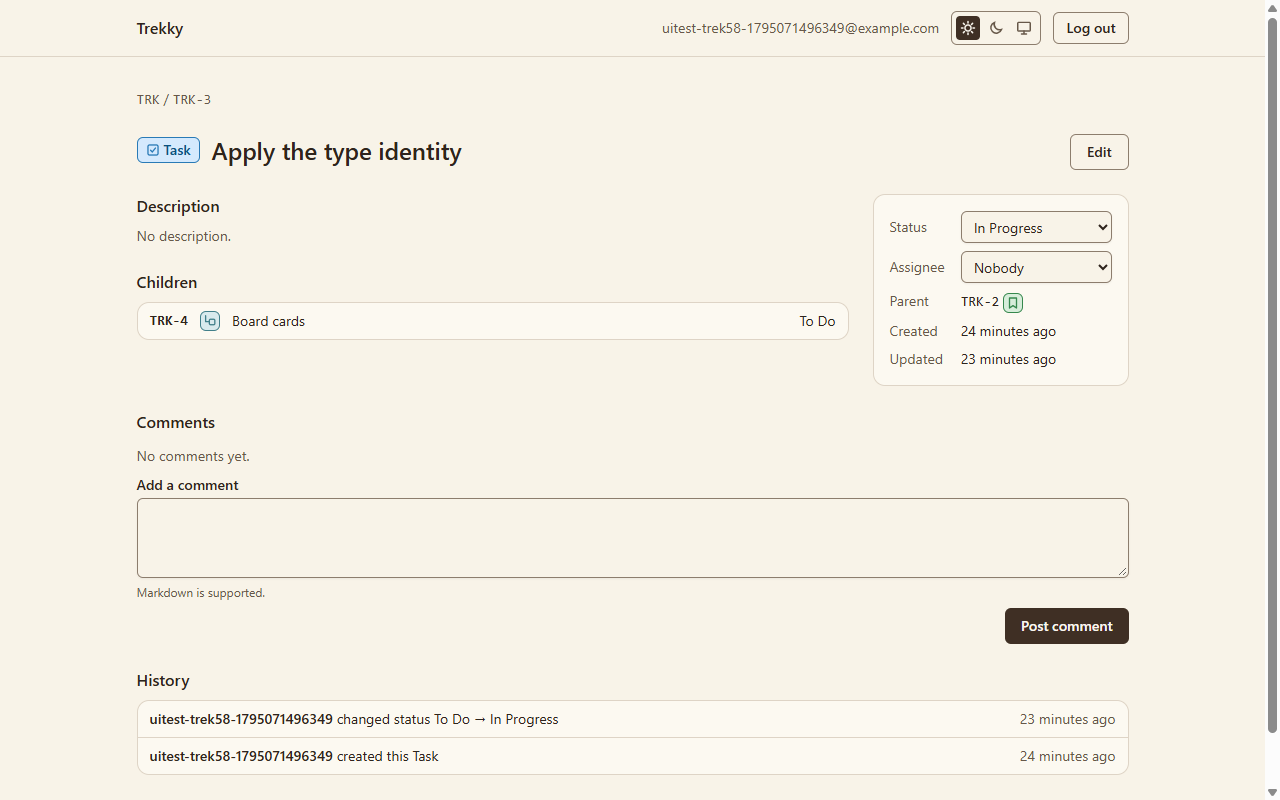 Trekky
uitest-trek58-1795071496349@example.com
Log out
TRK / TRK-3
Task
Apply the type identity
Edit
Description
No description.
Children
TRK-4 Board cards To Do
Status In Progress
Assignee Nobody
Parent TRK-2
Created 24 minutes ago
Updated 23 minutes ago
Comments
No comments yet.
Add a comment
Markdown is supported.
Post comment
History
uitest-trek58-1795071496349 changed status To Do → In Progress 23 minutes ago
uitest-trek58-1795071496349 created this Task 24 minutes ago